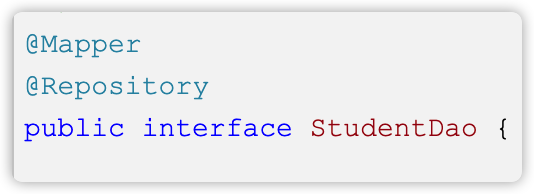 @Mapper
@Repository
public interface StudentDao {